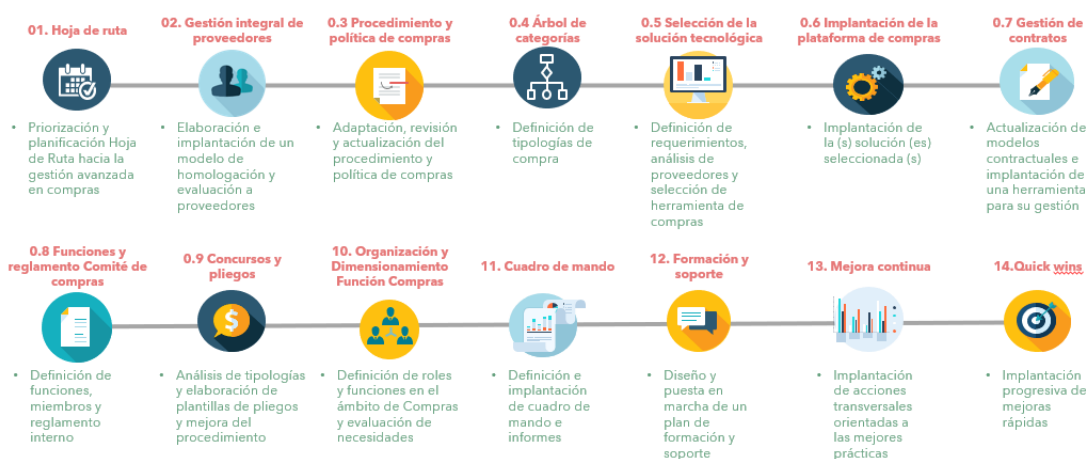 01. Hoja de ruta
• Priorización y
planificación Hoja
de Ruta hacia la
gestión avanzada
en compras
02. Gestión integral de
proveedores
• Elaboración e
implantación de un
modelo de
homologación y
evaluación a
proveedores
0.3 Procedimiento y
política de compras
• Adaptación, revisión
y actualización del
procedimiento y
política de compras
0.4 Árbol de
categorías
• Definición de
tipologías de
compra
0.5 Selección de la
solución tecnológica
• Definición de
requerimientos,
análisis de
proveedores y
selección de
herramienta de
compras
0.6 Implantación de la
plataforma de compras
• Implantación de
la (s) solución (es)
seleccionada (s)
0.7 Gestión de
contratos
• Actualización de
modelos
contractuales e
implantación de
una herramienta
para su gestión
0.8 Funciones y
reglamento Comité de
compras
• Definición de
funciones,
miembros y
reglamento
interno
0.9 Concursos y
pliegos
$
• Análisis de tipologías
y elaboración de
plantillas de pliegos
y mejora del
procedimiento
10. Organización y
Dimensionamiento
Función Compras
• Definición de roles
y funciones en el
ámbito de Compras
y evaluación de
necesidades
11. Cuadro de mando
• Definición e
implantación
de cuadro de
mando e
informes
12. Formación y
soporte
• Diseño y
puesta en
marcha de un
plan de
formación y
soporte
13. Mejora continua
• Implantación
de acciones
transversales
orientadas a
las mejores
prácticas
14.Quick wins
• Implantación
progresiva de
mejoras
rápidas